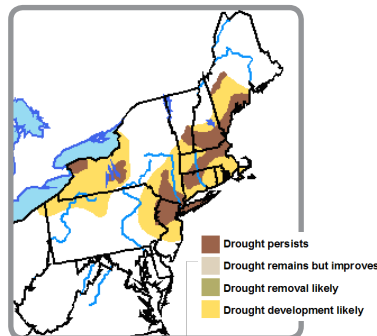 Drought persists
Drought remains but improves
Drought removal likely
Drought development likely